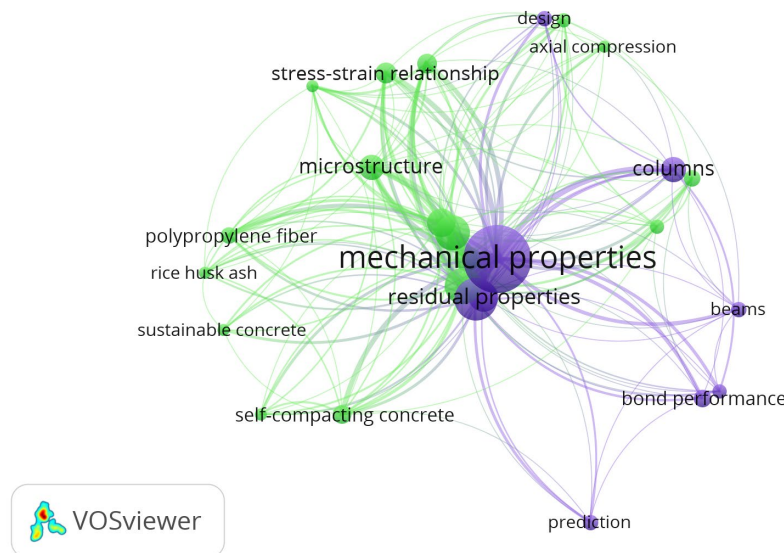 design
axial compression
stress-strain relationship
microstructure
columns
polypropylene fiber
mechanical properties
rice husk ash
residual properties
beams
sustainable concrete
bond performance
self-compacting concrete
VOSviewer
prediction